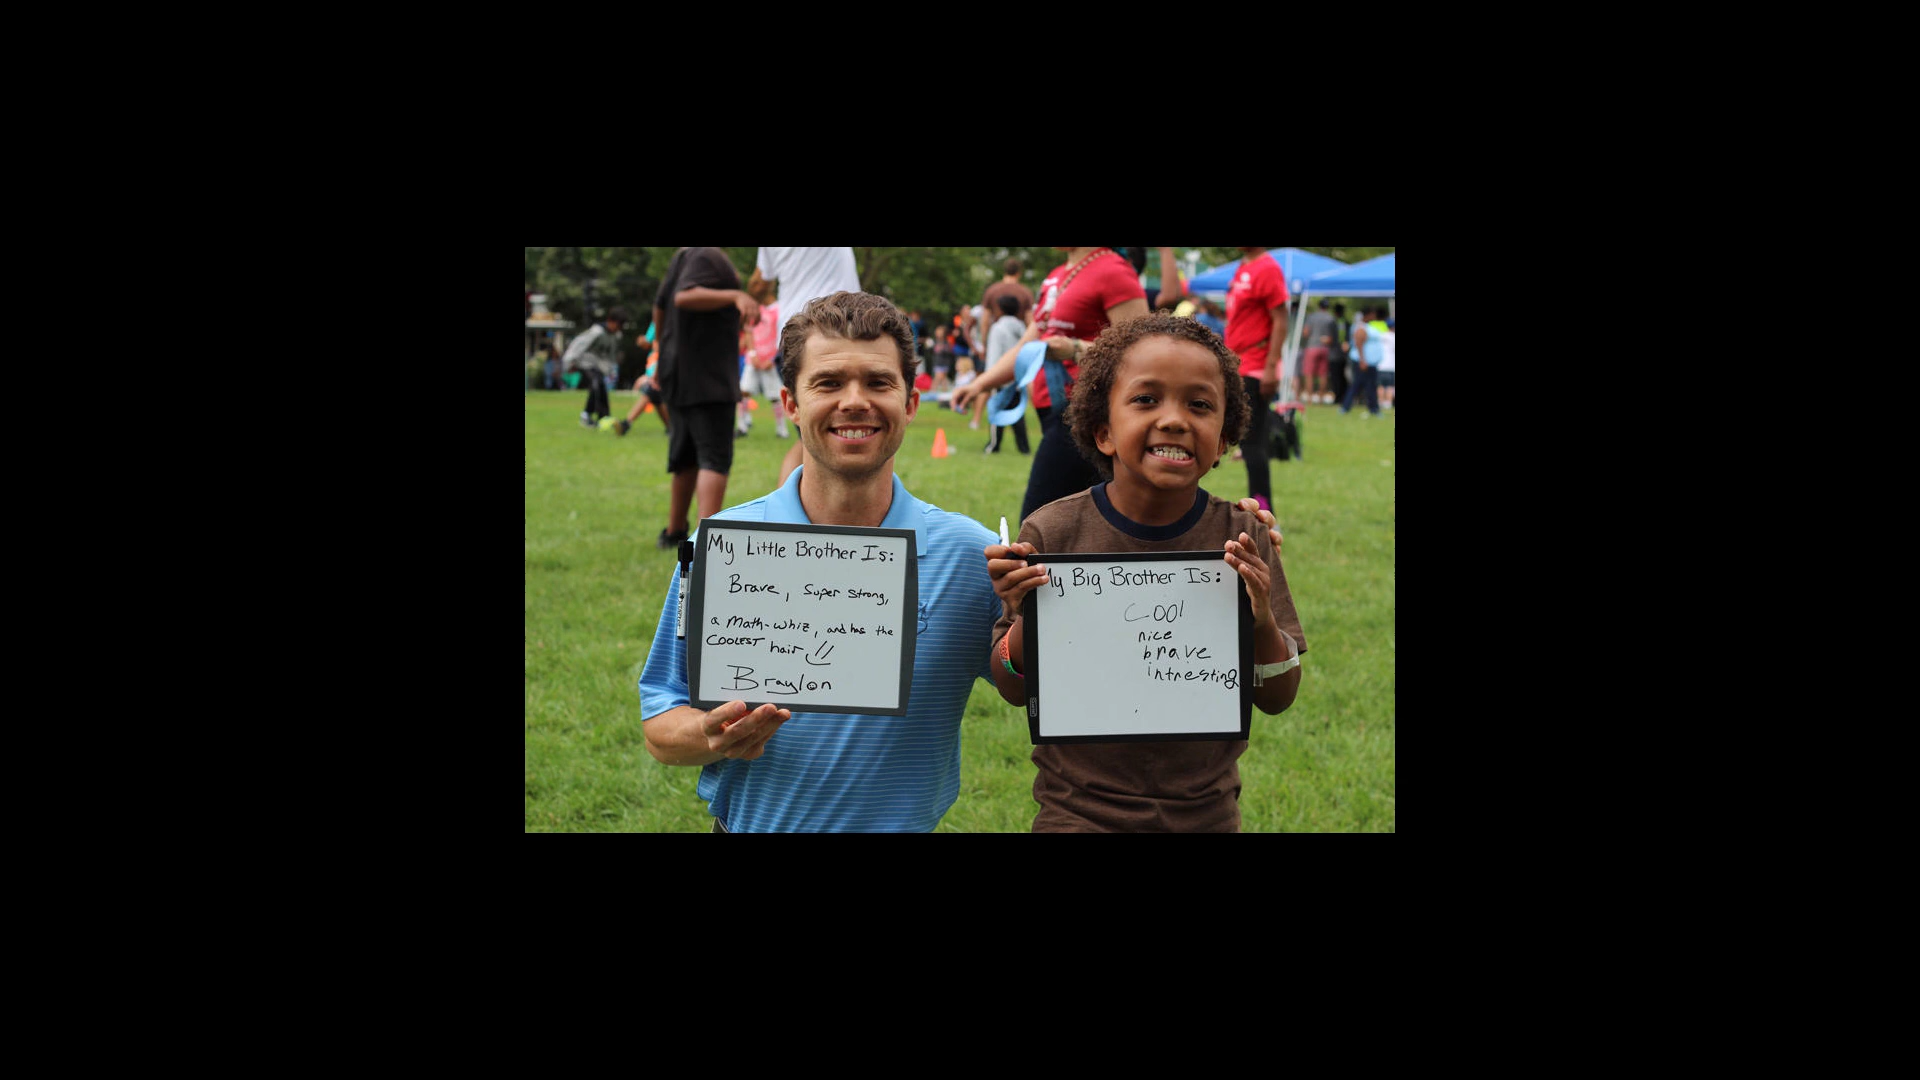 My Little Brother Is:
Brave, Super strong,
a Math-whiz, and has the
COOLEST hair
Braylon
My Big Brother Is:
Cool
nice
brave
intresting